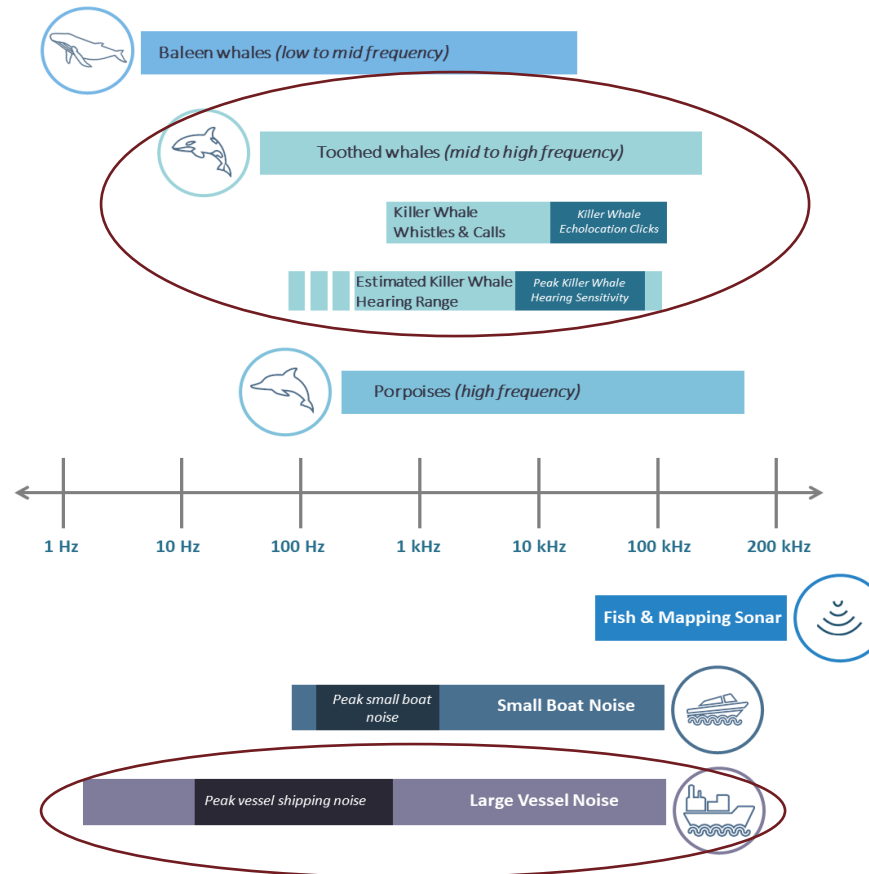 Baleen whales (low to mid frequency)
Toothed whales (mid to high frequency)
Killer Whale
Whistles & Calls
Killer Whale
Echolocation Clicks
Estimated Killer Whale
Hearing Range
Peak Killer Whale
Hearing Sensitivity
Porpoises (high frequency)
1 Hz
10 Hz
100 Hz
1 kHz
10 kHz
100 kHz
200 kHz
Fish & Mapping Sonar
Peak small boat
noise
Small Boat Noise
Peak vessel shipping noise
Large Vessel Noise